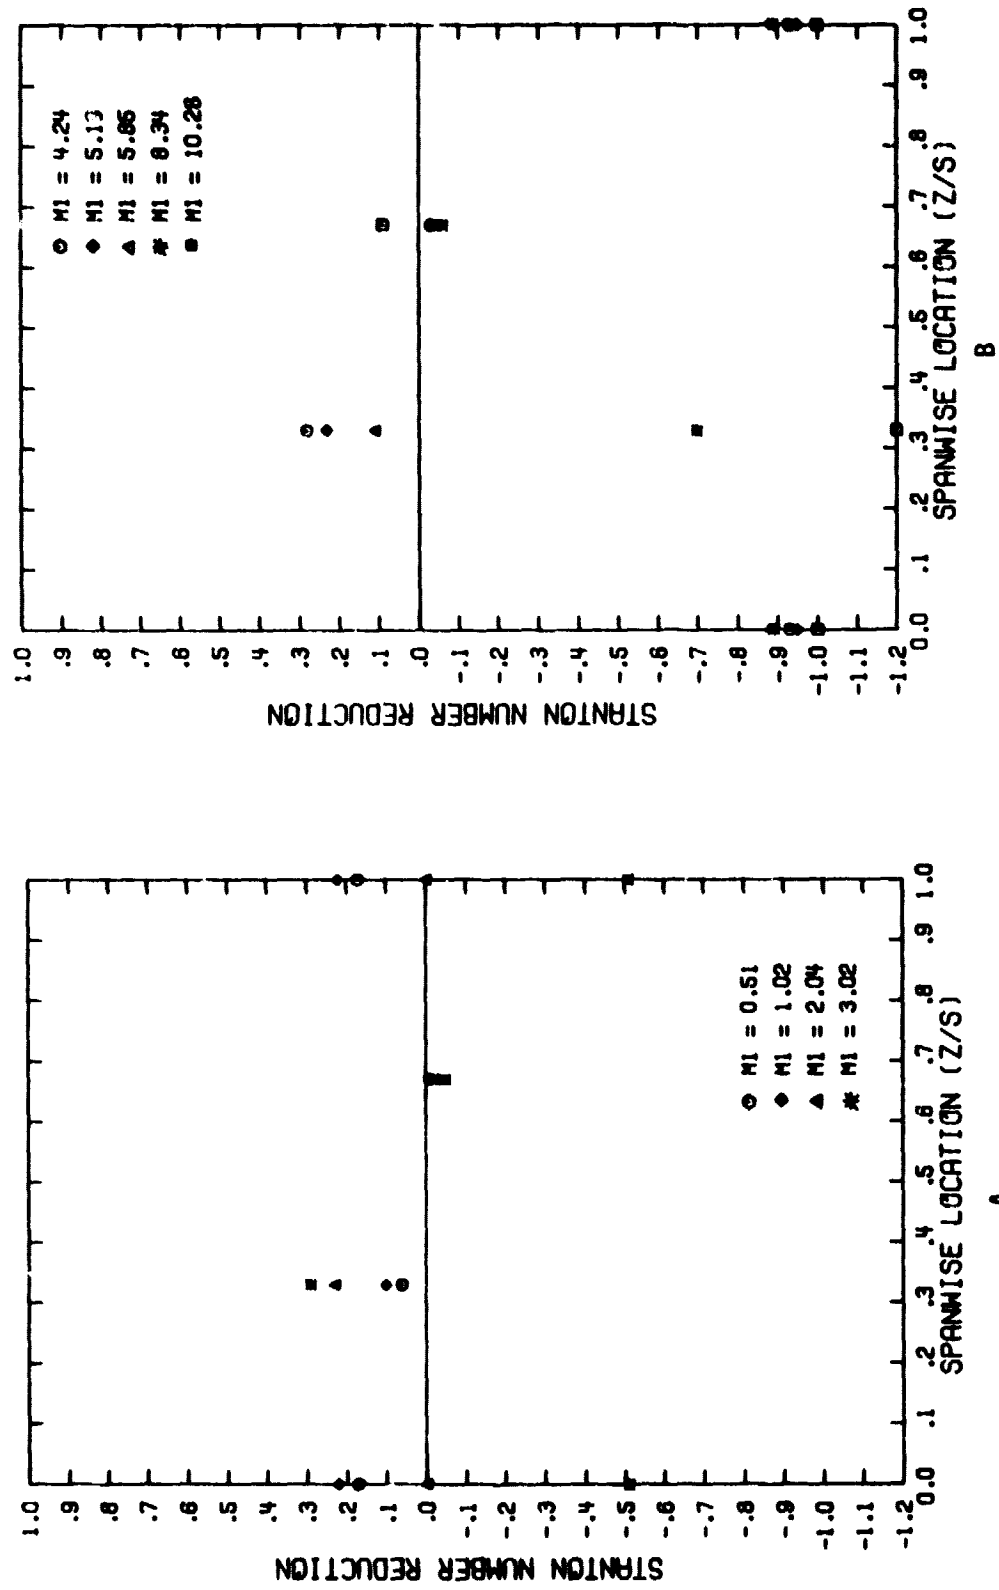 1.0
.9
.8
.7
.6
.5
.4
.3
.2
.1
.0
-.1
-.2
-.3
-.4
-.5
-.6
-.7
-.8
-.9
-1.0
-1.1
-1.2
STANTON NUMBER REDUCTION
0.0 .1 .2 .3 .4 .5 .6 .7 .8 .9 1.0
SPANWISE LOCATION (Z/S)
M1 = 0.51
M1 = 1.02
M1 = 2.04
M1 = 3.02
1.0
.9
.8
.7
.6
.5
.4
.3
.2
.1
.0
-.1
-.2
-.3
-.4
-.5
-.6
-.7
-.8
-.9
-1.0
-1.1
-1.2
STANTON NUMBER REDUCTION
0.0 .1 .2 .3 .4 .5 .6 .7 .8 .9 1.0
SPANWISE LOCATION (Z/S)
M1 = 4.24
M1 = 5.13
M1 = 5.86
M1 = 8.34
M1 = 10.28
B